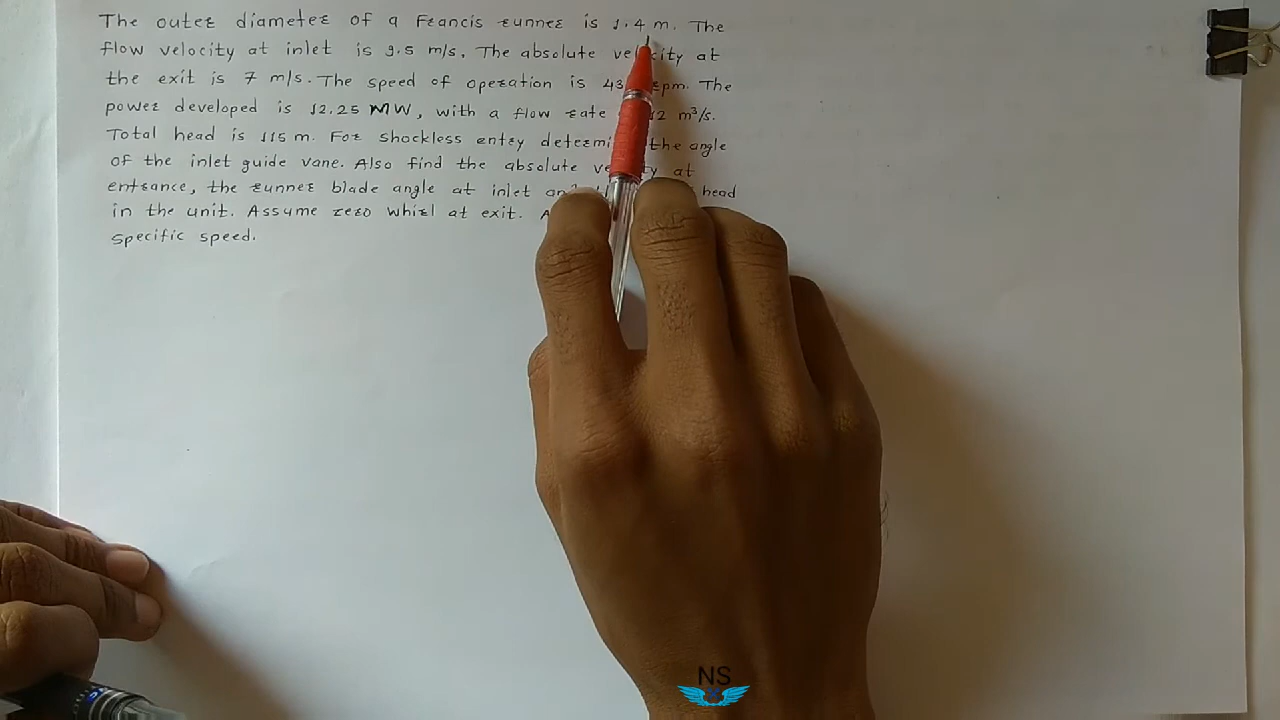 The outer diameter of a Francis runner is 1.4 m. The
flow velocity at inlet is 9.5 m/s. The absolute velocity at
the exit is 7 m/s. The speed of operation is 43 rpm. The
power developed is 12.25 MW, with a flow rate 12 m³/s.
Total head is 115 m. For shockless entry determi the angle
of the inlet guide vane. Also find the absolute ve ty at
entrance, the runner blade angle at inlet an head
in the unit. Assume zero whirl at exit. A
specific speed.
NS